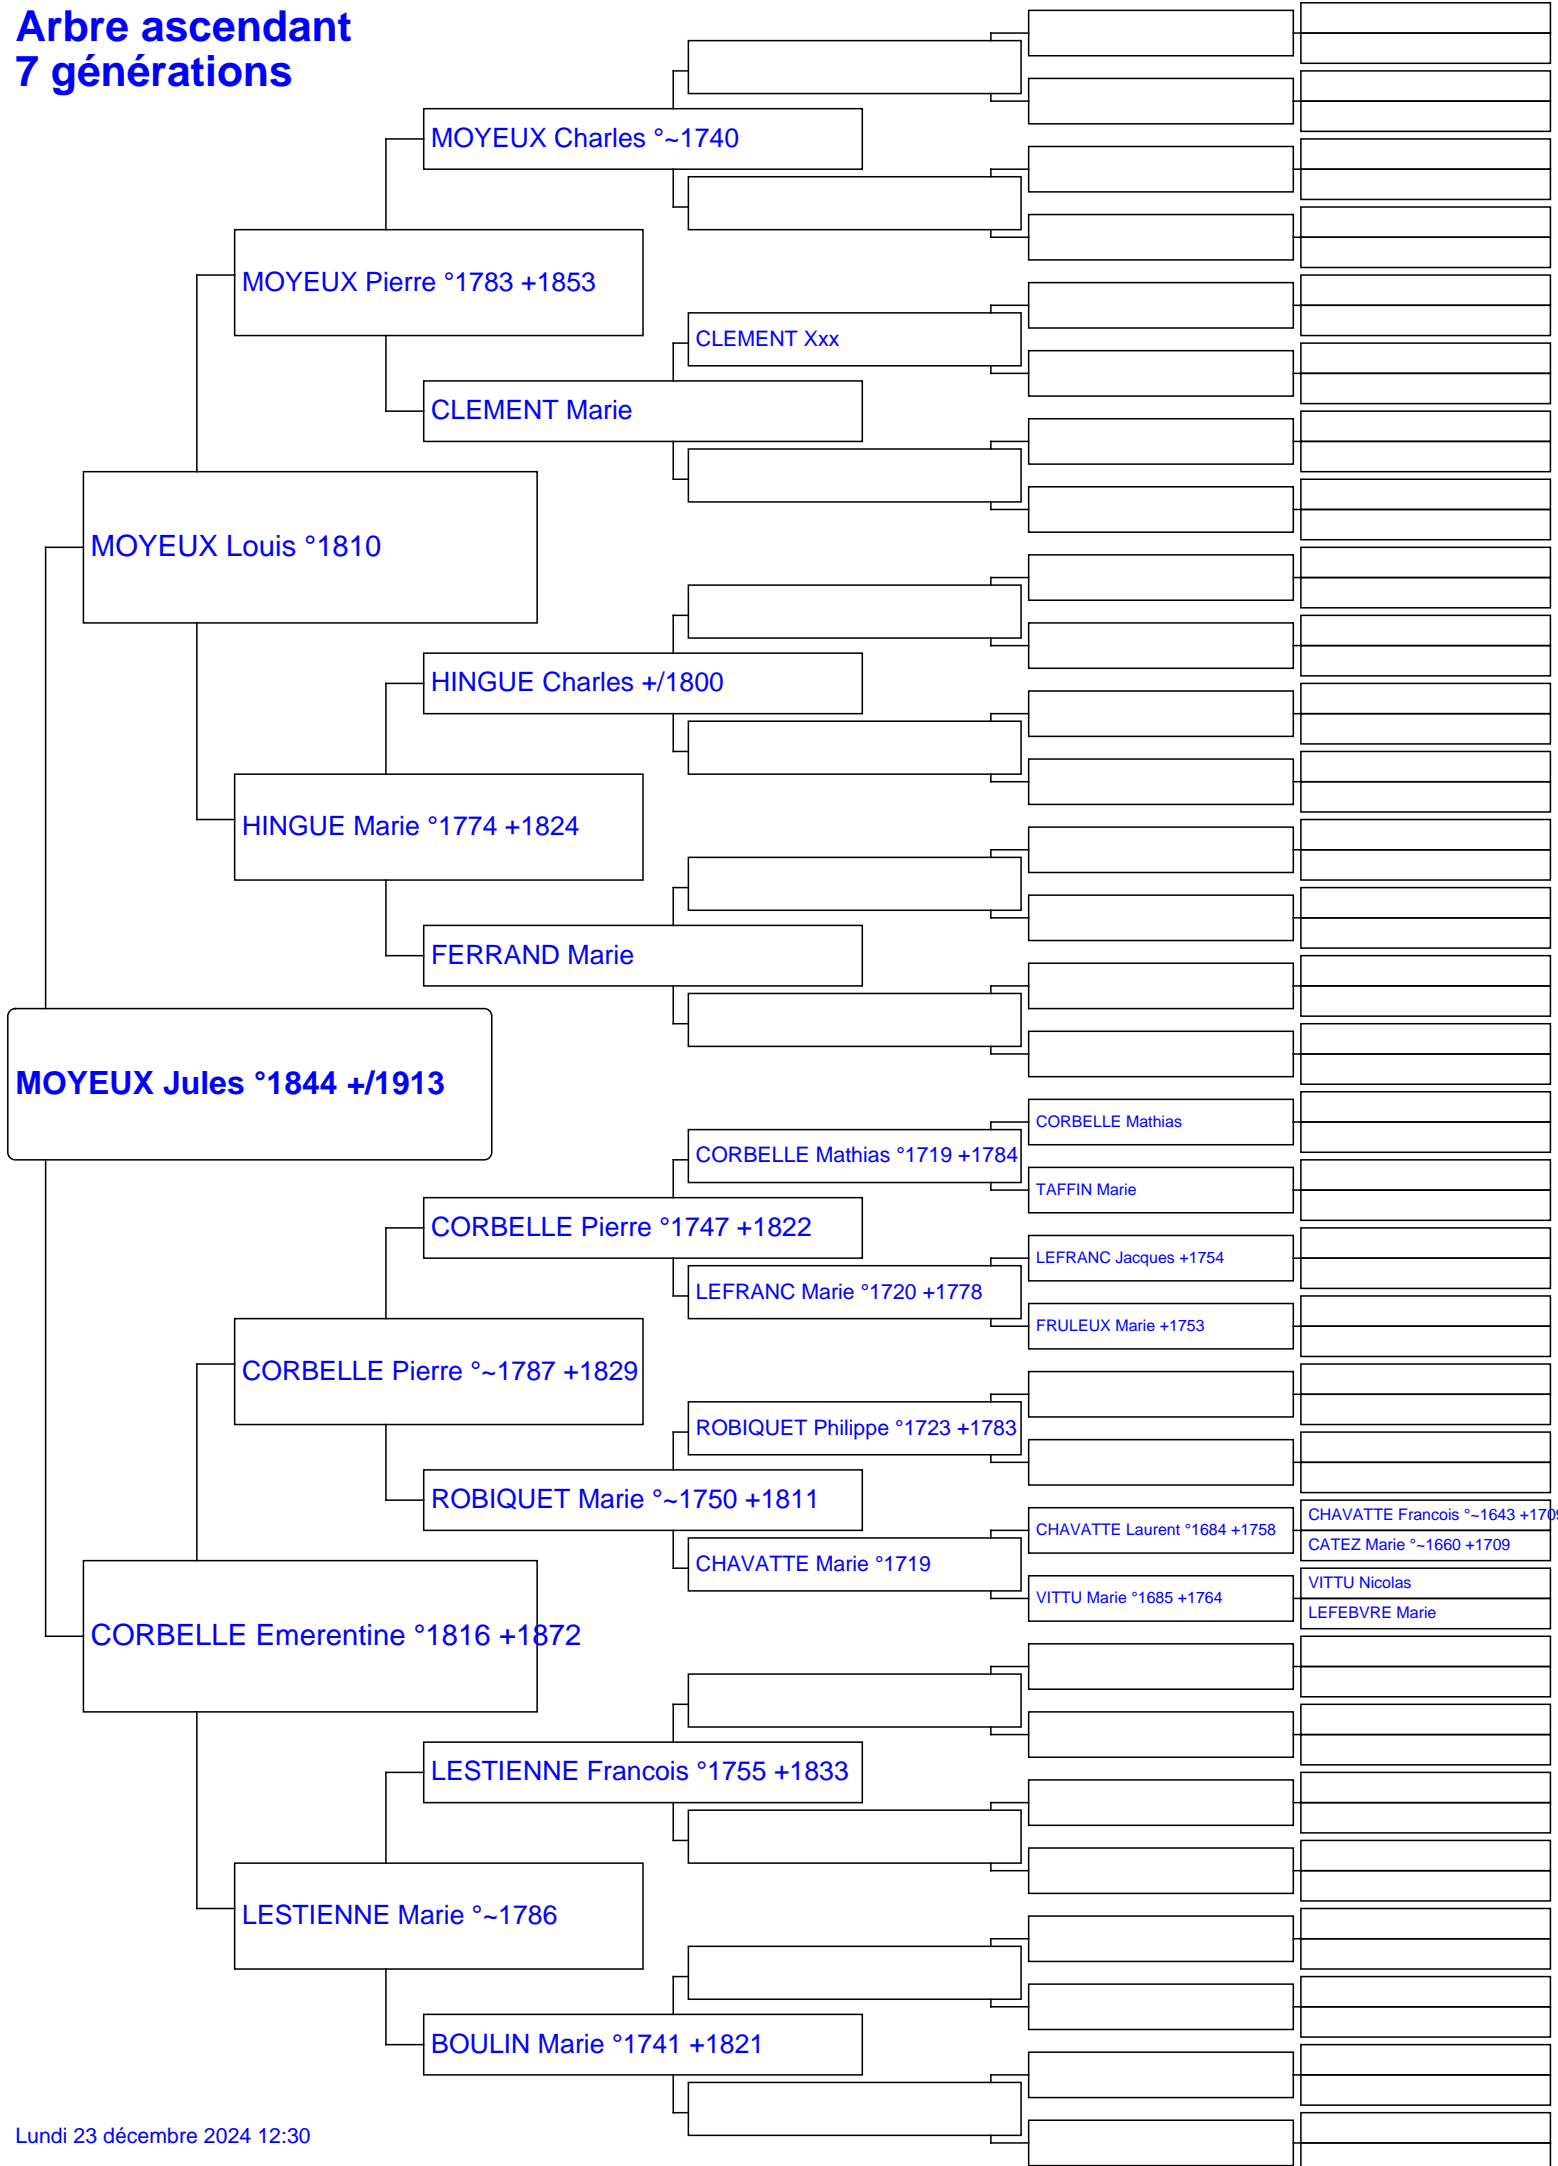 Arbre ascendant
7 générations
MOYEUX Charles °~1740
MOYEUX Pierre °1783 +1853
CLEMENT Xxx
CLEMENT Marie
MOYEUX Louis °1810
HINGUE Charles +/1800
HINGUE Marie °1774 +1824
FERRAND Marie
MOYEUX Jules °1844 +/1913
CORBELLE Mathias
CORBELLE Mathias °1719 +1784
TAFFIN Marie
CORBELLE Pierre °1747 +1822
LEFRANC Jacques +1754
LEFRANC Marie °1720 +1778
FRULEUX Marie +1753
CORBELLE Pierre °~1787 +1829
ROBIQUET Philippe °1723 +1783
ROBIQUET Marie °~1750 +1811
CHAVATTE Francois °~1643 +1709
CHAVATTE Laurent °1684 +1758
CATEZ Marie °~1660 +1709
CHAVATTE Marie °1719
VITTU Nicolas
VITTU Marie °1685 +1764
LEFEBVRE Marie
CORBELLE Emerentine °1816 +1872
LESTIENNE Francois °1755 +1833
LESTIENNE Marie °~1786
BOULIN Marie °1741 +1821
Lundi 23 décembre 2024 12:30